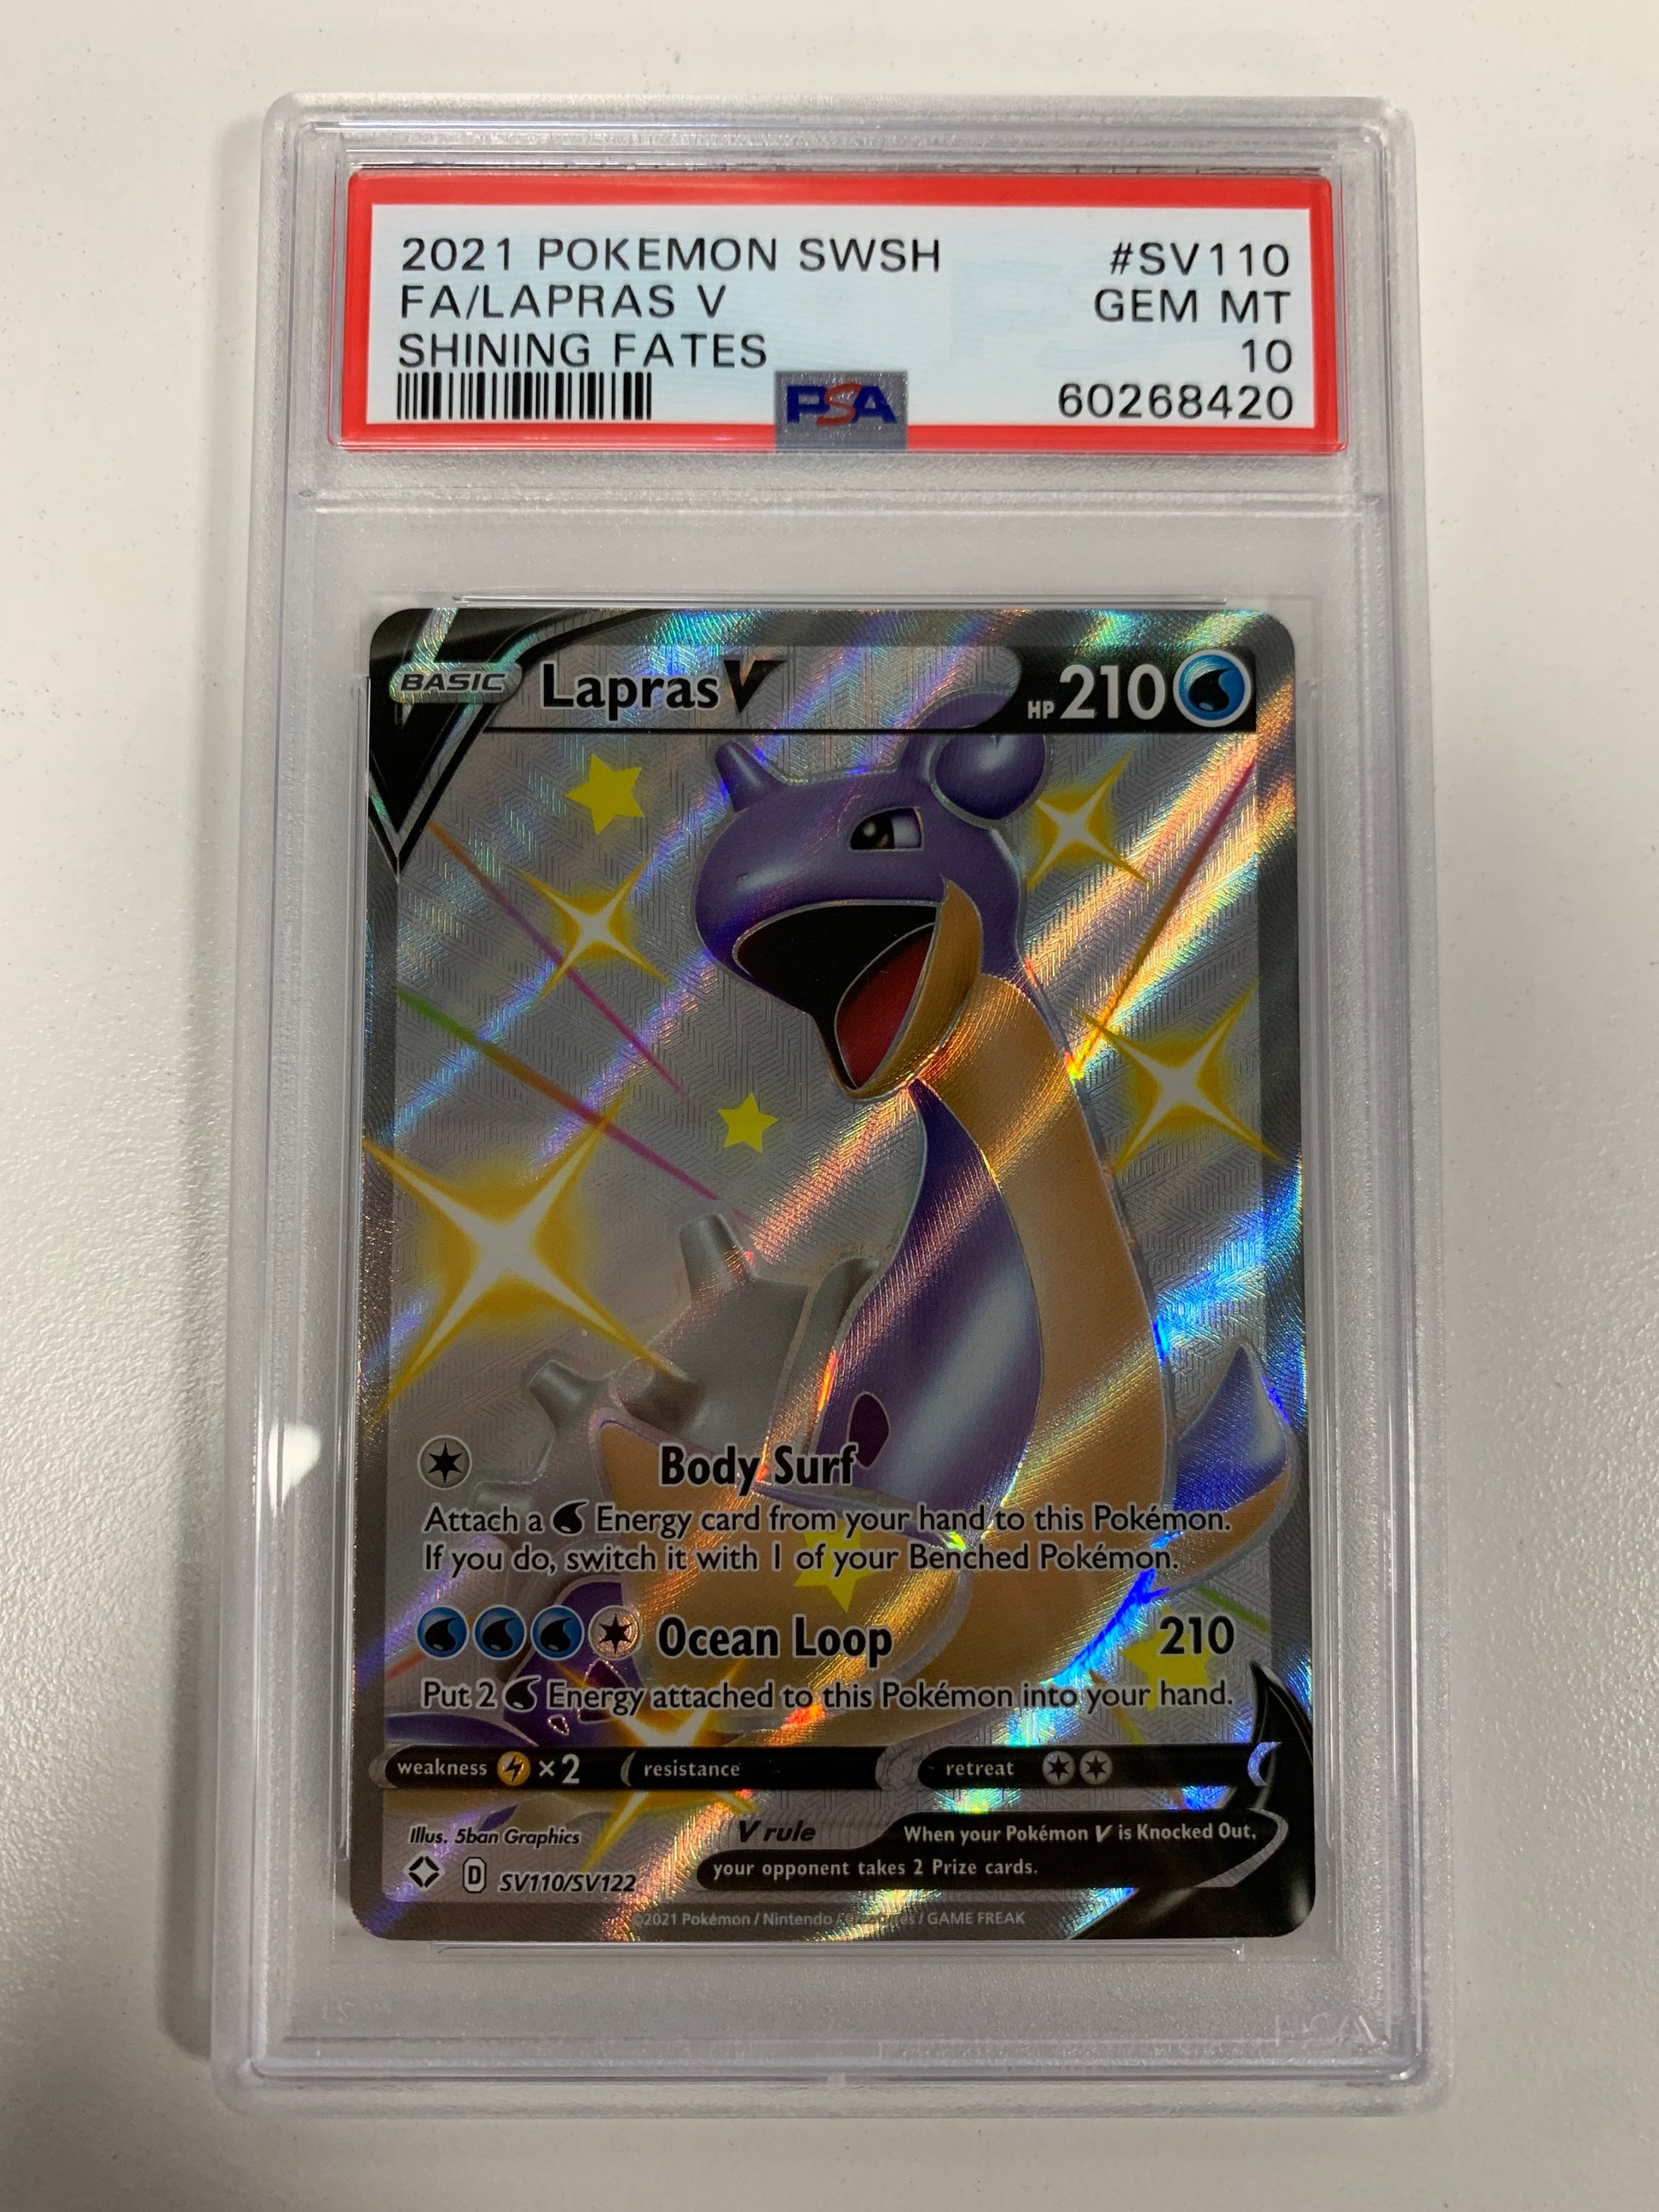 2021 POKEMON SWSH #SV110
FA/LAPRAS V GEM MT
SHINING FATES 10
PSA 60268420
BASIC Lapras V HP 210
Body Surf
Attach a Energy card from your hand to this Pokémon.
If you do, switch it with 1 of your Benched Pokémon.
Ocean Loop 210
Put 2 Energy attached to this Pokémon into your hand.
weakness ×2 resistance retreat
Illus. 5ban Graphics V rule When your Pokémon V is Knocked Out,
your opponent takes 2 Prize cards.
D SV110/SV122
©2021 Pokémon / Nintendo / Creatures / GAME FREAK
PSA